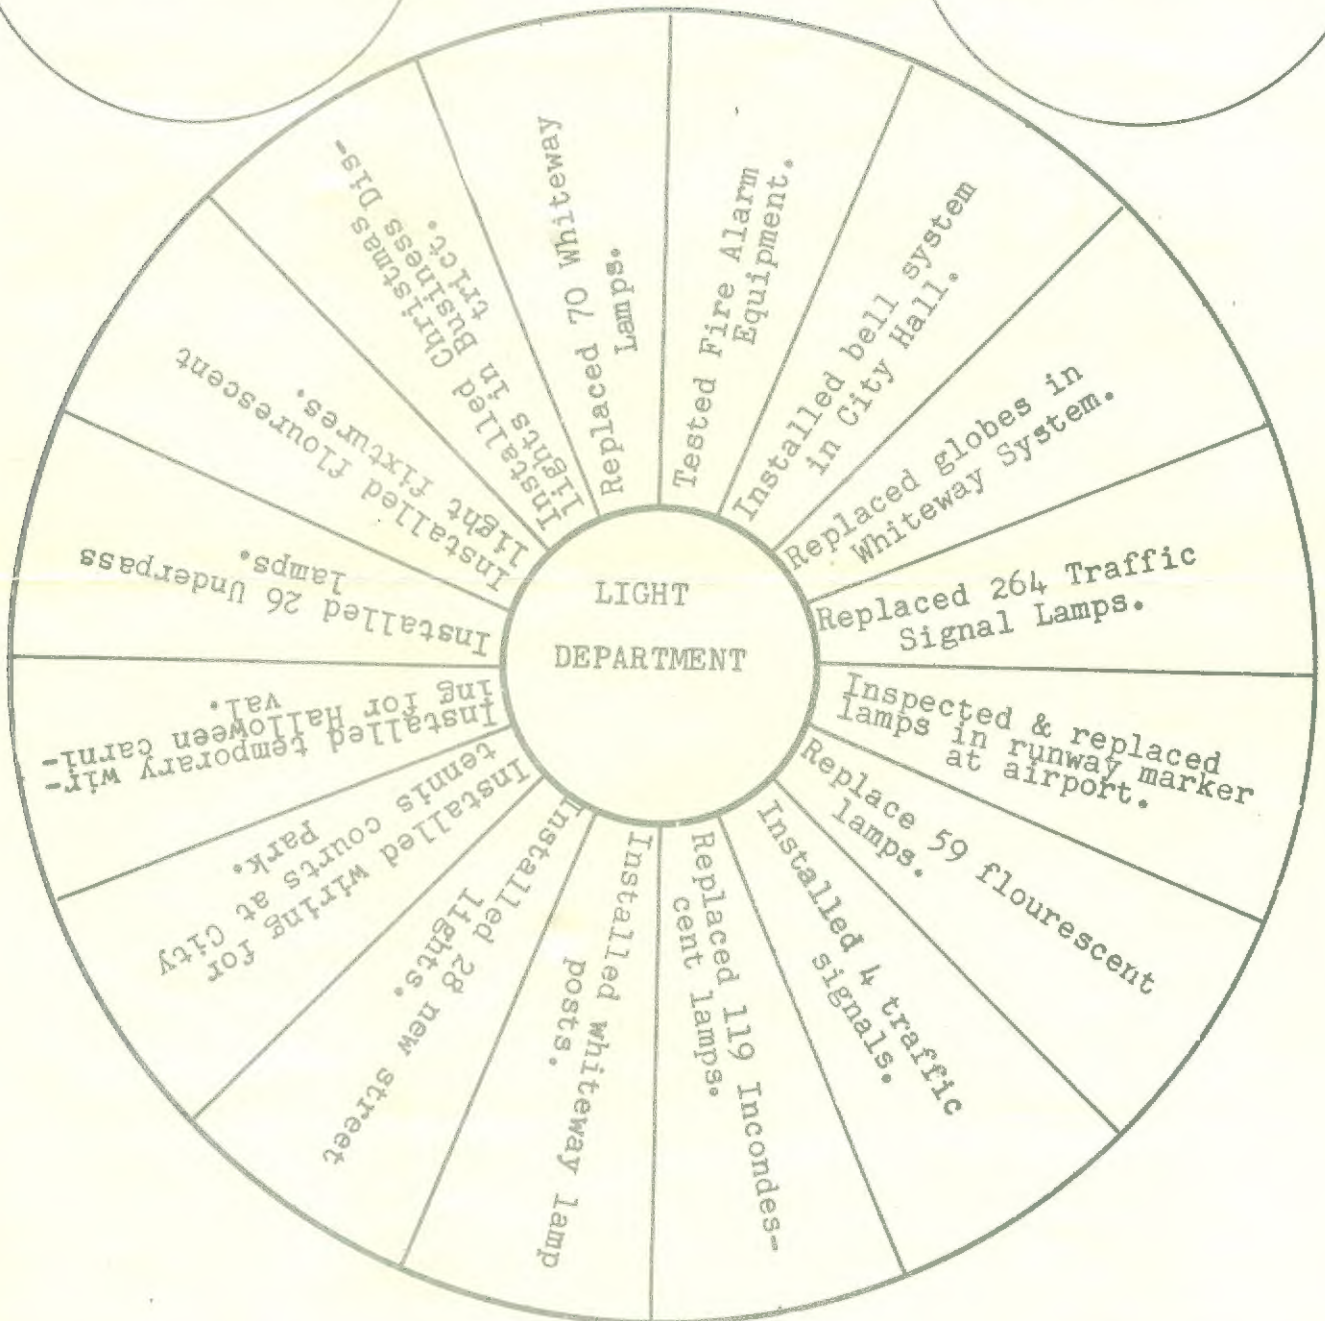 LIGHT
DEPARTMENT
Tested Fire Alarm
Equipment.
Installed bell system
in City Hall.
Replaced globes in
Whiteway System.
Replaced 264 Traffic
Signal Lamps.
Inspected & replaced
lamps in runway marker
at airport.
Replace 59 flourescent
lamps.
Installed 4 traffic
signals.
Replaced 119 Incondes-
cent lamps.
Installed whiteway lamp
posts.
Installed 28 new street
lights.
Installed wiring for
tennis courts at City
Park.
Installed temporary wir-
ing for Halloween carni-
val.
Installed 26 Underpass
lamps.
Installed flourescent
light fixtures.
Installed Christmas
lights in Business Dis-
trict.
Replaced 70 Whiteway
Lamps.